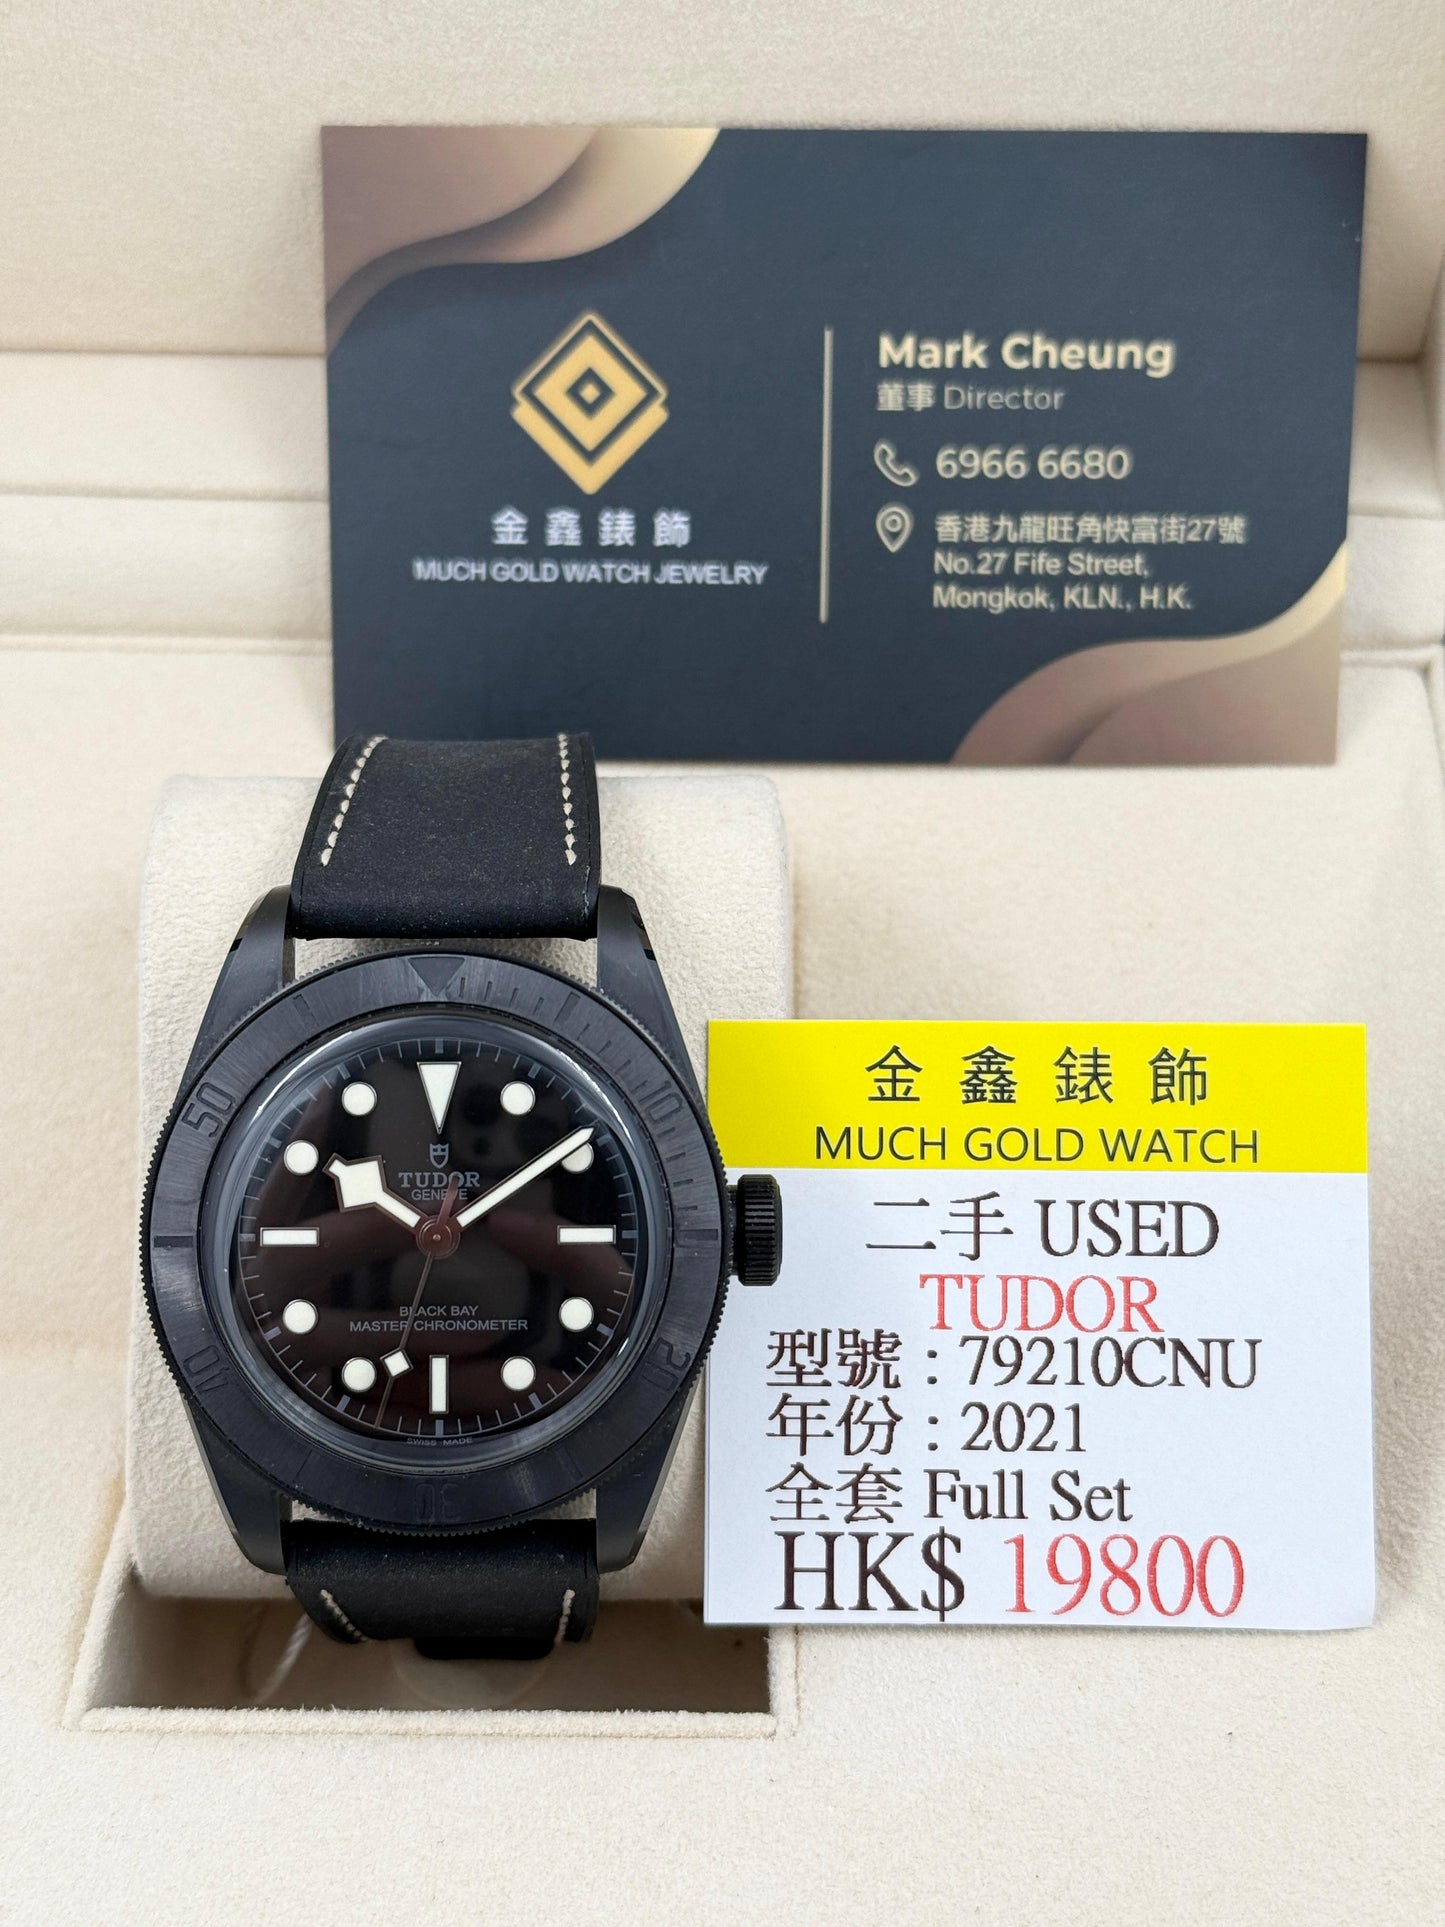 Mark Cheung
董事 Director
6966 6680
香港九龍旺角快富街27號
No.27 Fife Street,
Mongkok, KLN., H.K.
金鑫錶飾
MUCH GOLD WATCH JEWELRY
50
10
20
30
40
TUDOR
GENEVE
BLACK BAY
MASTER CHRONOMETER
SWISS MADE
金鑫錶飾
MUCH GOLD WATCH
二手 USED
TUDOR
型號 : 79210CNU
年份 : 2021
全套 Full Set
HK$ 19800